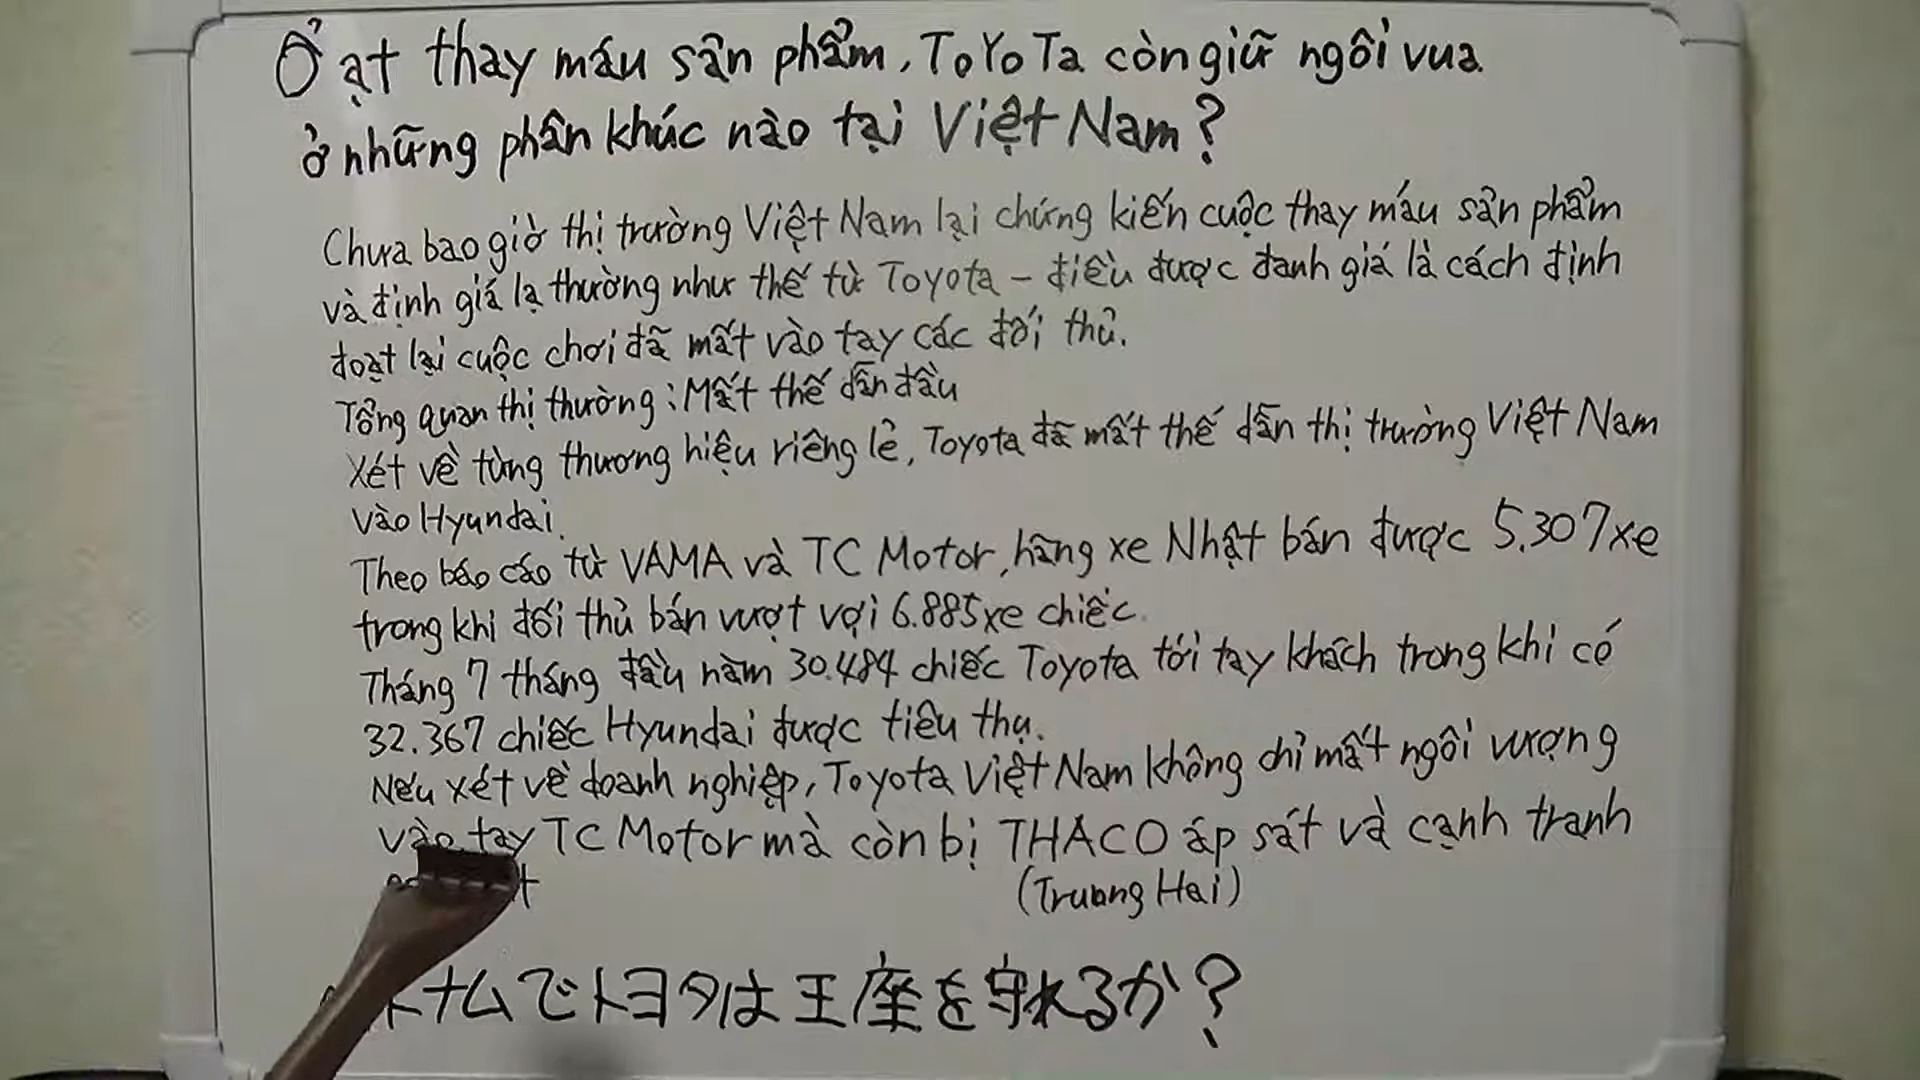 Ở ạt thay máu sản phẩm, ToYoTa còn giữ ngôi vua
ở những phân khúc nào tại Việt Nam?
Chưa bao giờ thị trường Việt Nam lại chứng kiến cuộc thay máu sản phẩm
và định giá lạ thường như thế từ Toyota - điều được đanh giá là cách định
đoạt lại cuộc chơi đã mất vào tay các đối thủ.
Tổng quan thị thường: Mất thế dẫn đầu
Xét về từng thương hiệu riêng lẻ, Toyota đã mất thế dẫn thị trường Việt Nam
vào Hyundai.
Theo báo cáo từ VAMA và TC Motor, hãng xe Nhật bán được 5.307 xe
trong khi đối thủ bán vượt vợi 6.885 xe chiếc.
Tháng 7 tháng đầu năm 30.484 chiếc Toyota tới tay khách trong khi có
32.367 chiếc Hyundai được tiêu thụ.
Nếu xét về doanh nghiệp, Toyota Việt Nam không chỉ mất ngôi vượng
vào tay TC Motor mà còn bị THACO áp sát và cạnh tranh
(Truong Hai)
トナムでトヨタは王座を守れるか?